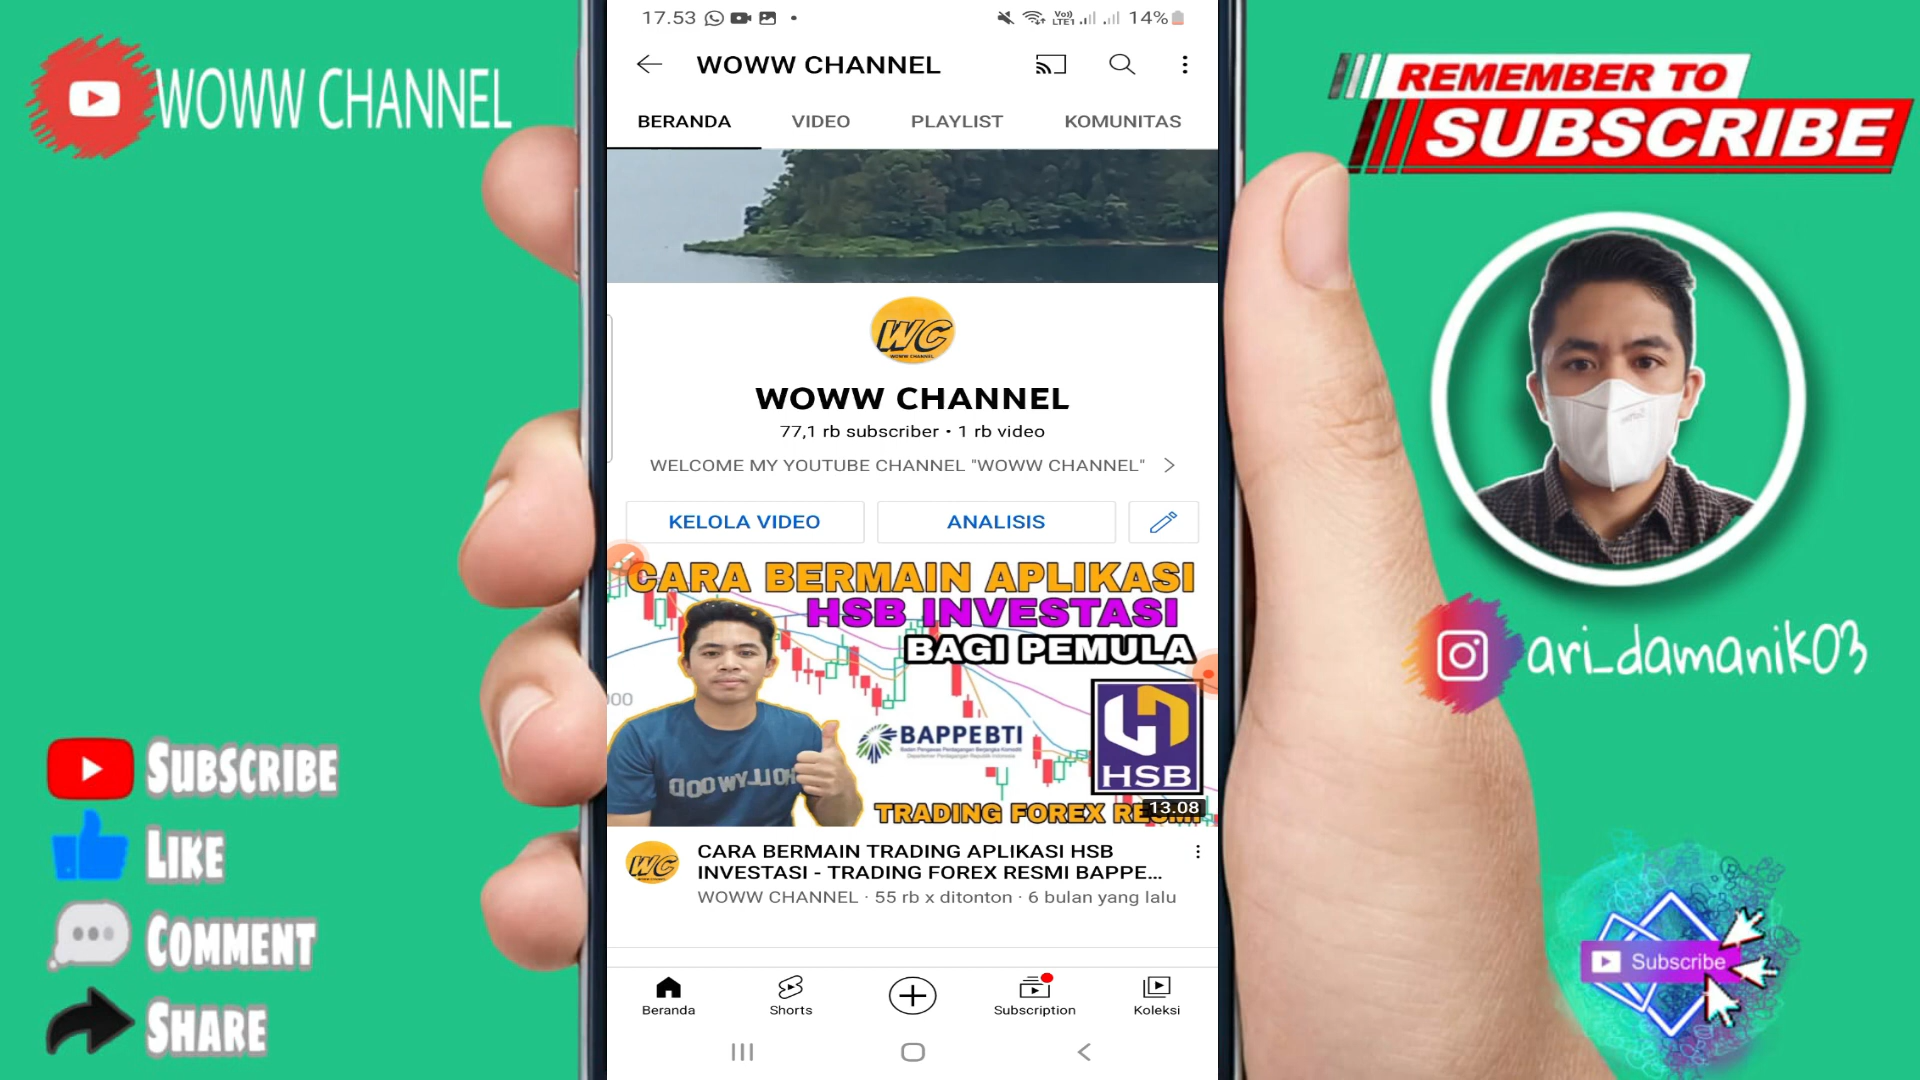 WOWW CHANNEL
SUBSCRIBE
LIKE
COMMENT
SHARE
17.53
14%
WOWW CHANNEL
BERANDA VIDEO PLAYLIST KOMUNITAS
WC
WOWW CHANNEL
77,1 rb subscriber • 1 rb video
WELCOME MY YOUTUBE CHANNEL "WOWW CHANNEL"
KELOLA VIDEO ANALISIS
CARA BERMAIN APLIKASI
HSB INVESTASI
BAGI PEMULA
BAPPEBTI
HSB
TRADING FOREX RESMI
13.08
WC
CARA BERMAIN TRADING APLIKASI HSB
INVESTASI - TRADING FOREX RESMI BAPPE...
WOWW CHANNEL · 55 rb x ditonton · 6 bulan yang lalu
Beranda Shorts Subscription Koleksi
REMEMBER TO
SUBSCRIBE
ari_damanik03
Subscribe